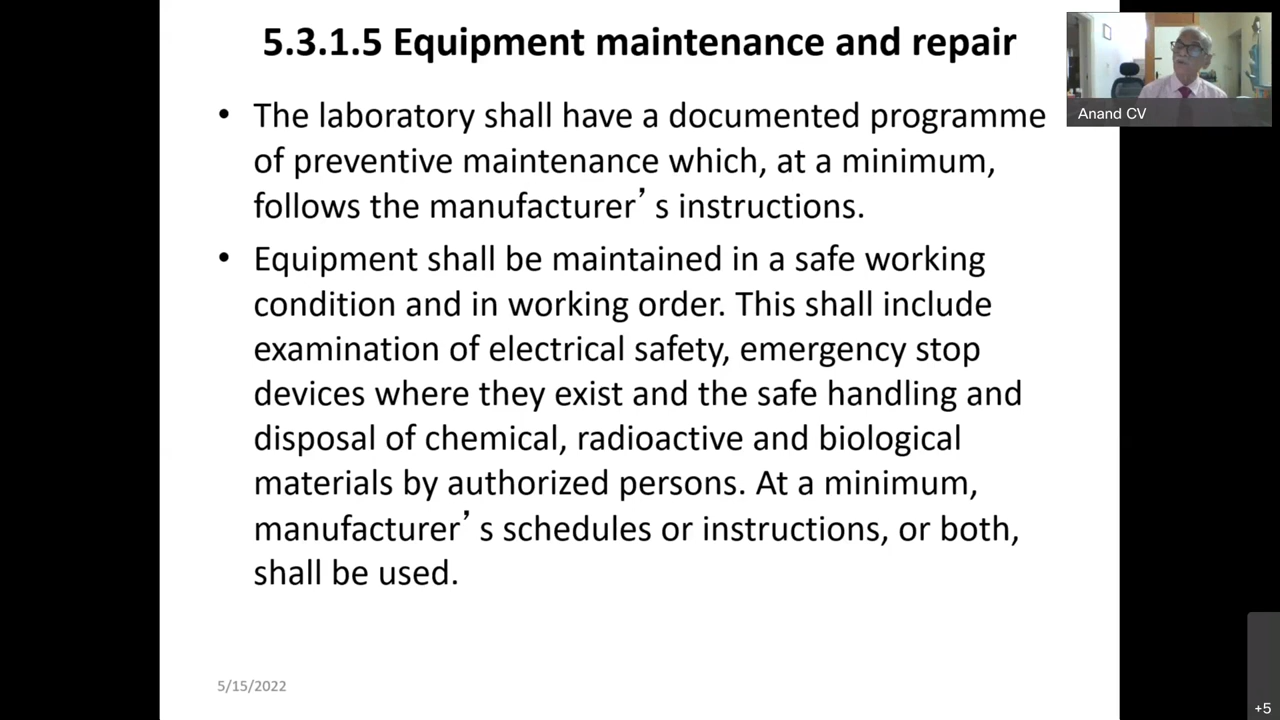 5.3.1.5 Equipment maintenance and repair
• The laboratory shall have a documented programme
of preventive maintenance which, at a minimum,
follows the manufacturer’s instructions.
• Equipment shall be maintained in a safe working
condition and in working order. This shall include
examination of electrical safety, emergency stop
devices where they exist and the safe handling and
disposal of chemical, radioactive and biological
materials by authorized persons. At a minimum,
manufacturer’s schedules or instructions, or both,
shall be used.
5/15/2022
Anand CV
+5